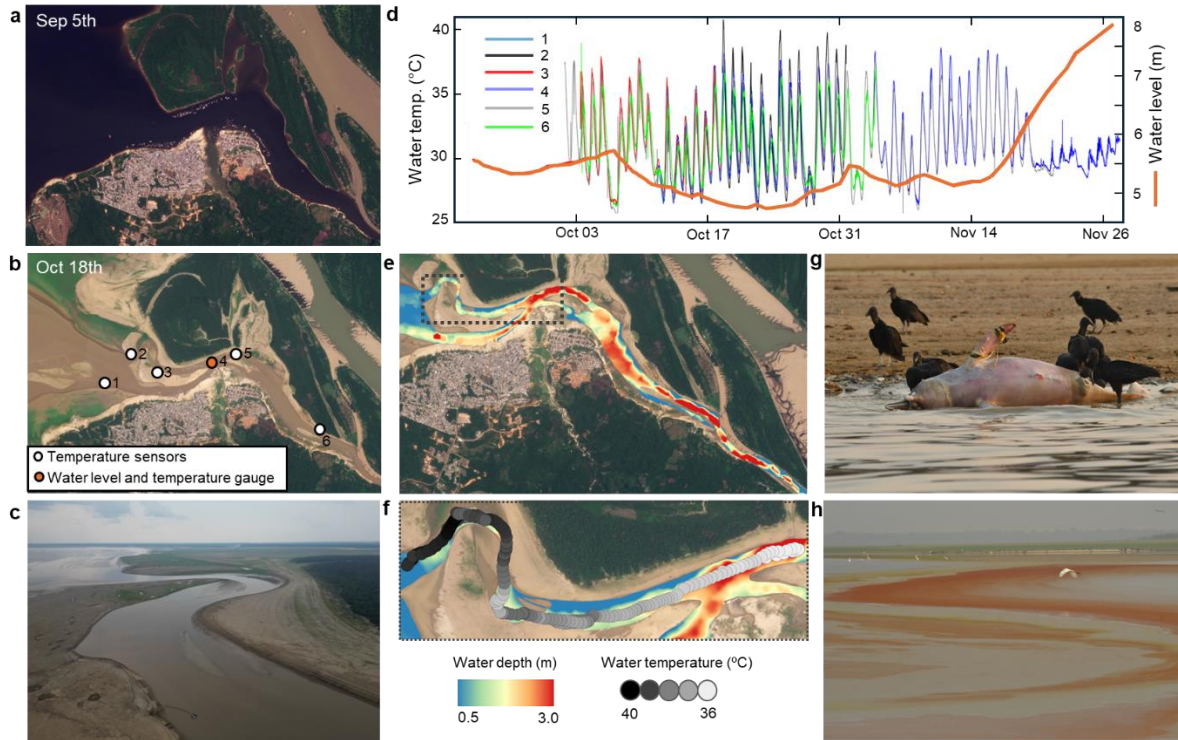 a
Sep 5th
d
Water temp. (°C)
40
35
30
25
1
2
3
4
5
6
Oct 03
Oct 17
Oct 31
Nov 14
Nov 26
8
7
6
5
Water level (m)
b
Oct 18th
1
2
3
4
5
6
Temperature sensors
Water level and temperature gauge
e
g
c
f
Water depth (m)
0.5
3.0
Water temperature (ºC)
40
36
h